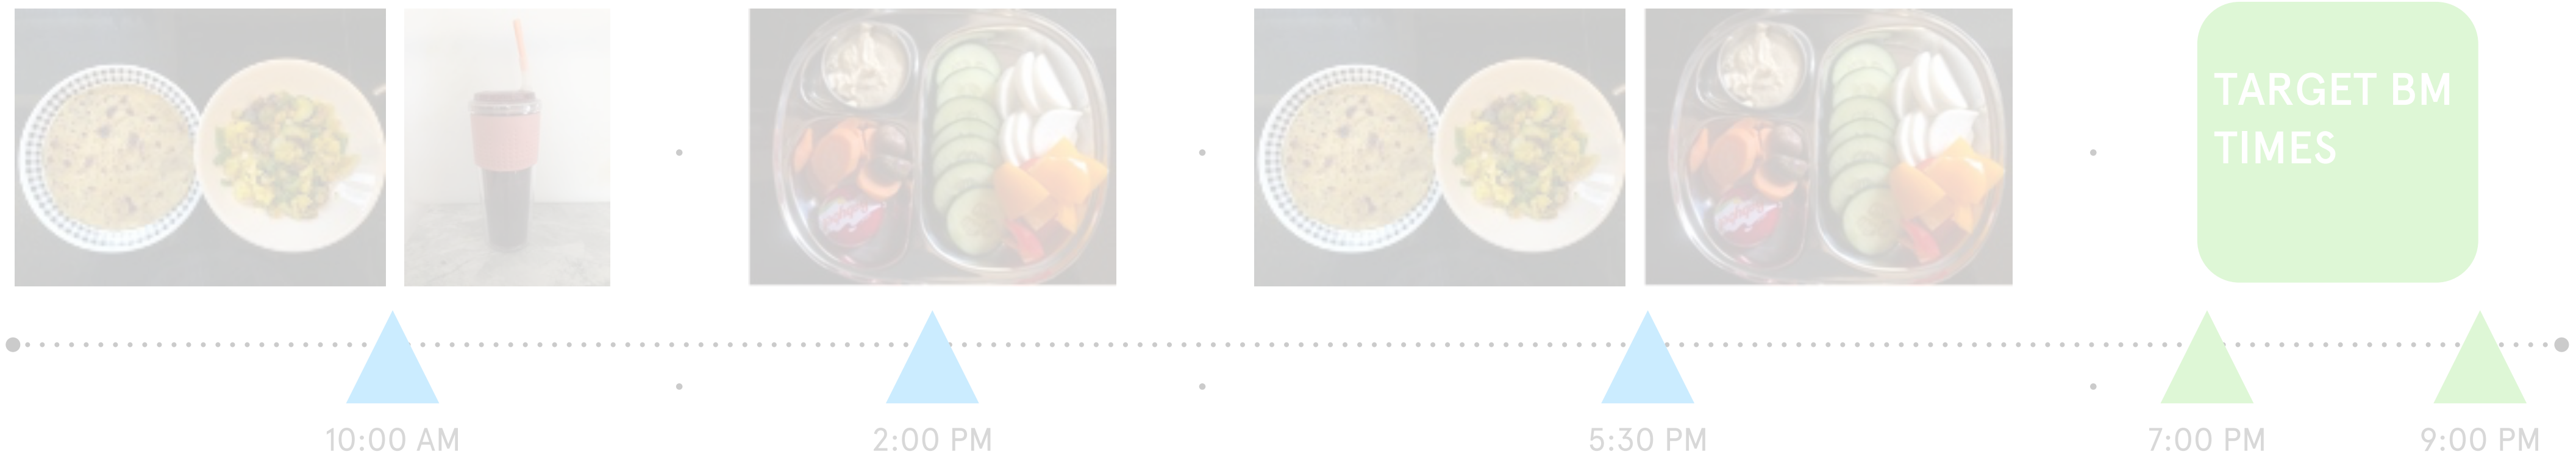 TARGET BM
TIMES
10:00 AM
2:00 PM
5:30 PM
7:00 PM
9:00 PM